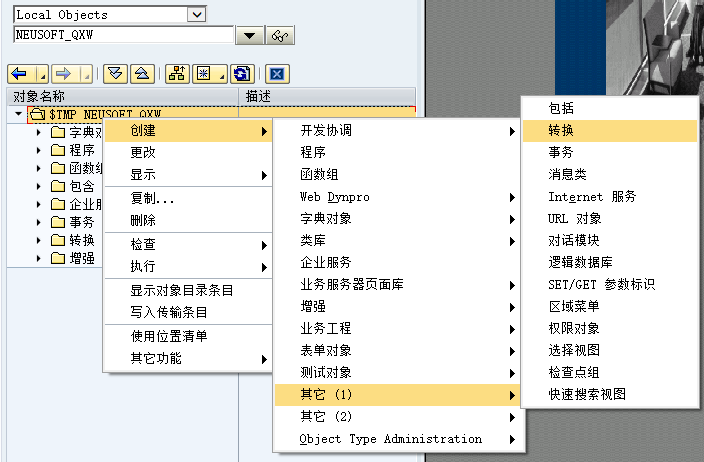 Local Objects
NEUSOFT_QXW
对象名称 描述
$TMP NEUSOFT_QXW
字典对
程序
函数组
包含
企业服
事务
转换
增强
创建
更改
显示
复制...
删除
检查
执行
显示对象目录条目
写入传输条目
使用位置清单
其它功能
开发协调
程序
函数组
Web Dynpro
字典对象
类库
企业服务
业务服务器页面库
增强
业务工程
表单对象
测试对象
其它 (1)
其它 (2)
Object Type Administration
包括
转换
事务
消息类
Internet 服务
URL 对象
对话模块
逻辑数据库
SET/GET 参数标识
区域菜单
权限对象
选择视图
检查点组
快速搜索视图